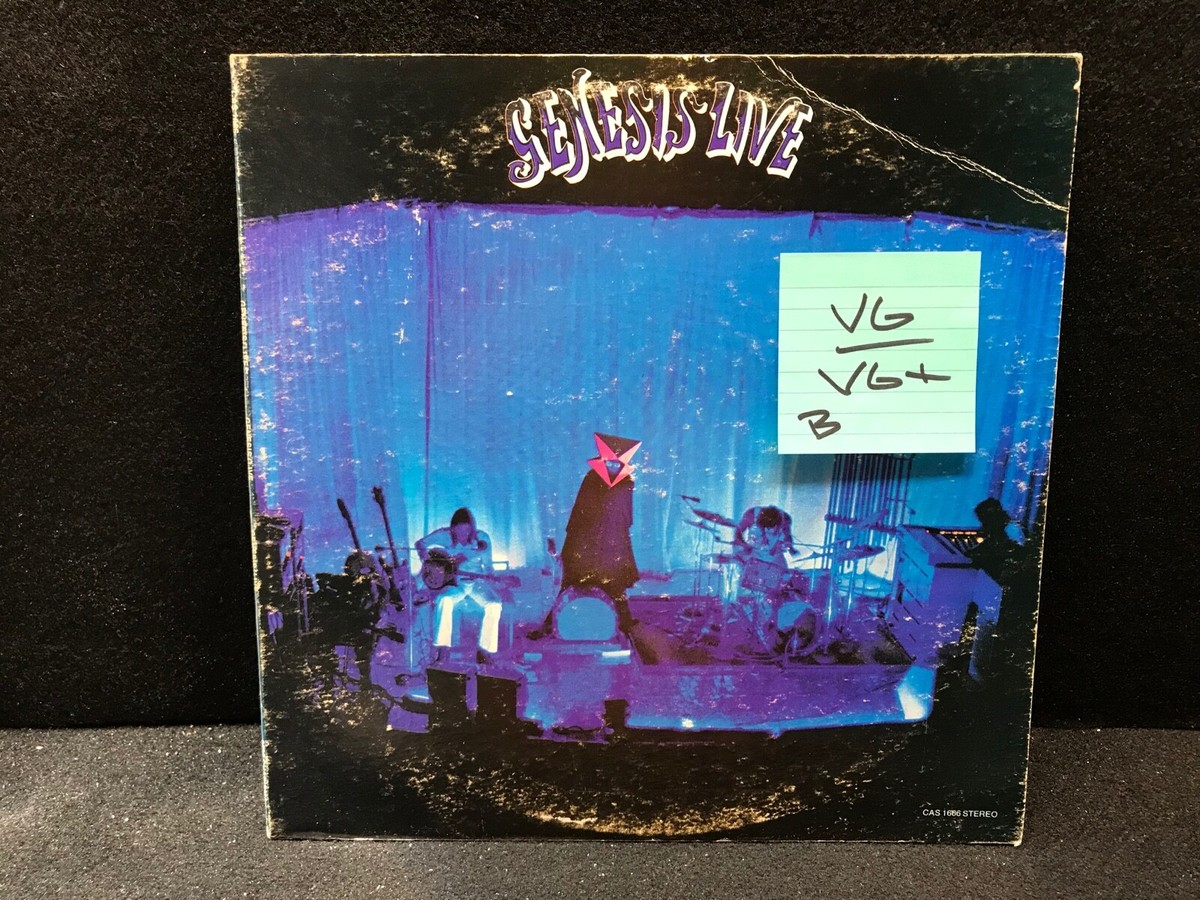 GENESIS LIVE
VG
VG+
B
CAS 1666 STEREO